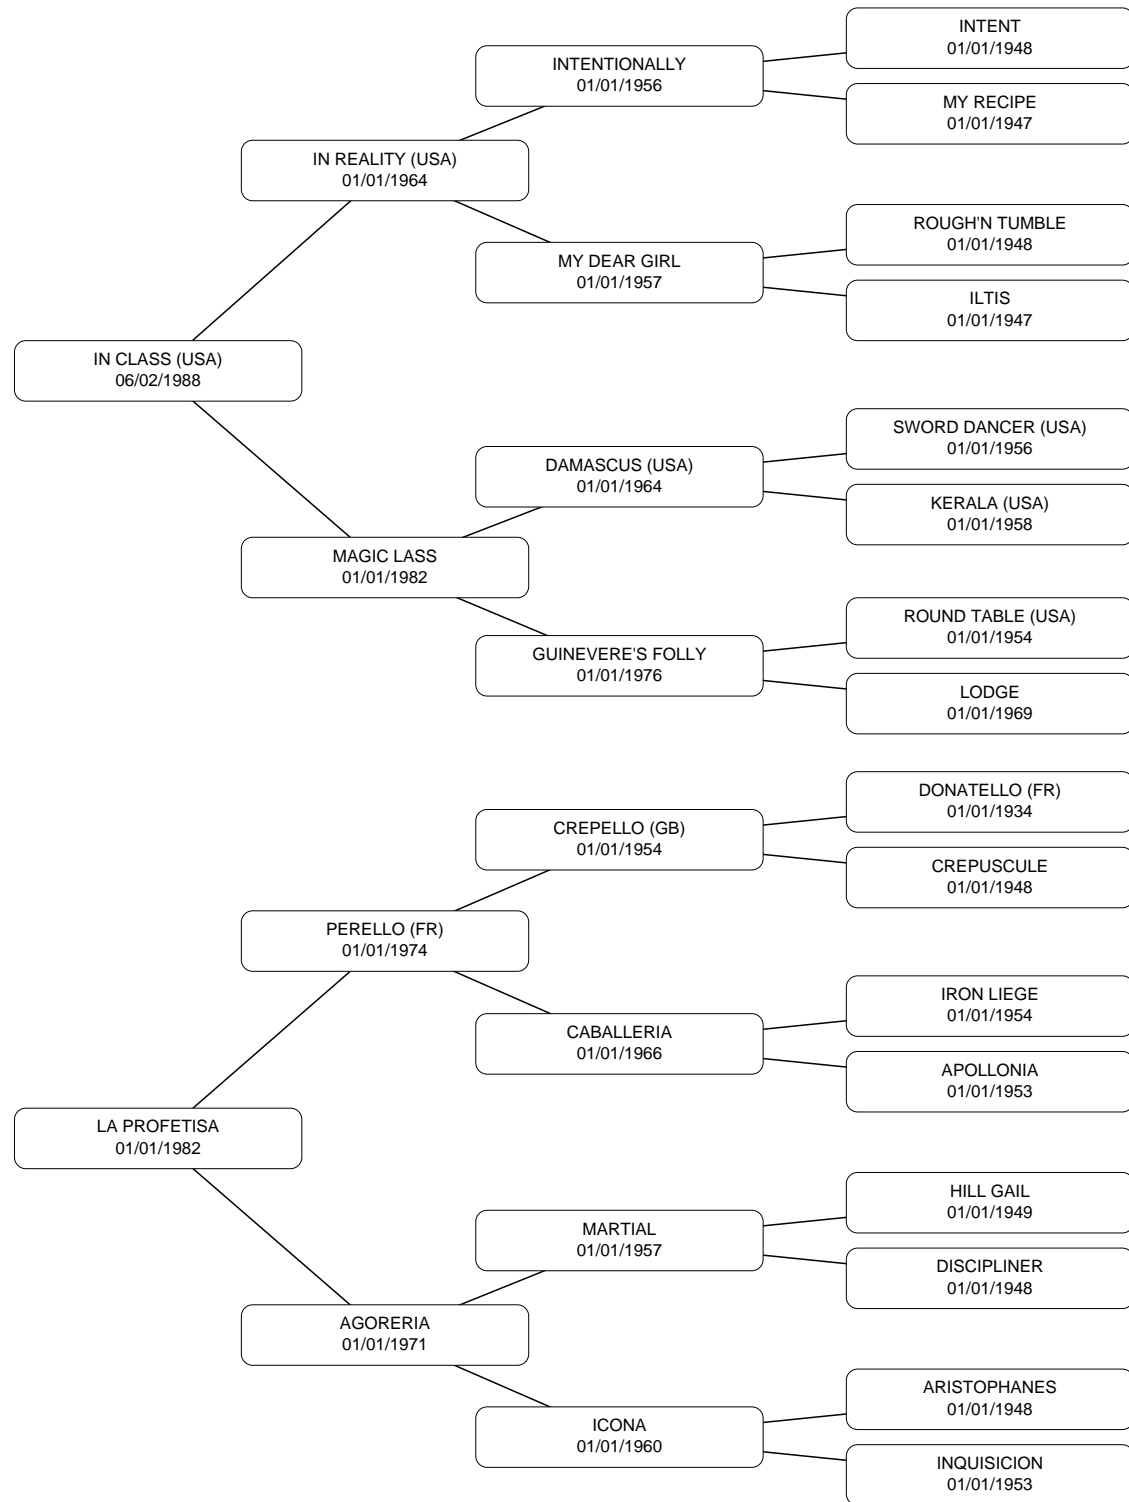 INTENT
01/01/1948
INTENTIONALLY
01/01/1956
MY RECIPE
01/01/1947
IN REALITY (USA)
01/01/1964
ROUGH'N TUMBLE
01/01/1948
MY DEAR GIRL
01/01/1957
ILTIS
01/01/1947
IN CLASS (USA)
06/02/1988
SWORD DANCER (USA)
01/01/1956
DAMASCUS (USA)
01/01/1964
KERALA (USA)
01/01/1958
MAGIC LASS
01/01/1982
ROUND TABLE (USA)
01/01/1954
GUINEVERE'S FOLLY
01/01/1976
LODGE
01/01/1969
DONATELLO (FR)
01/01/1934
CREPELLO (GB)
01/01/1954
CREPUSCULE
01/01/1948
PERELLO (FR)
01/01/1974
IRON LIEGE
01/01/1954
CABALLERIA
01/01/1966
APOLLONIA
01/01/1953
LA PROFETISA
01/01/1982
HILL GAIL
01/01/1949
MARTIAL
01/01/1957
DISCIPLINER
01/01/1948
AGORERIA
01/01/1971
ARISTOPHANES
01/01/1948
ICONA
01/01/1960
INQUISICION
01/01/1953